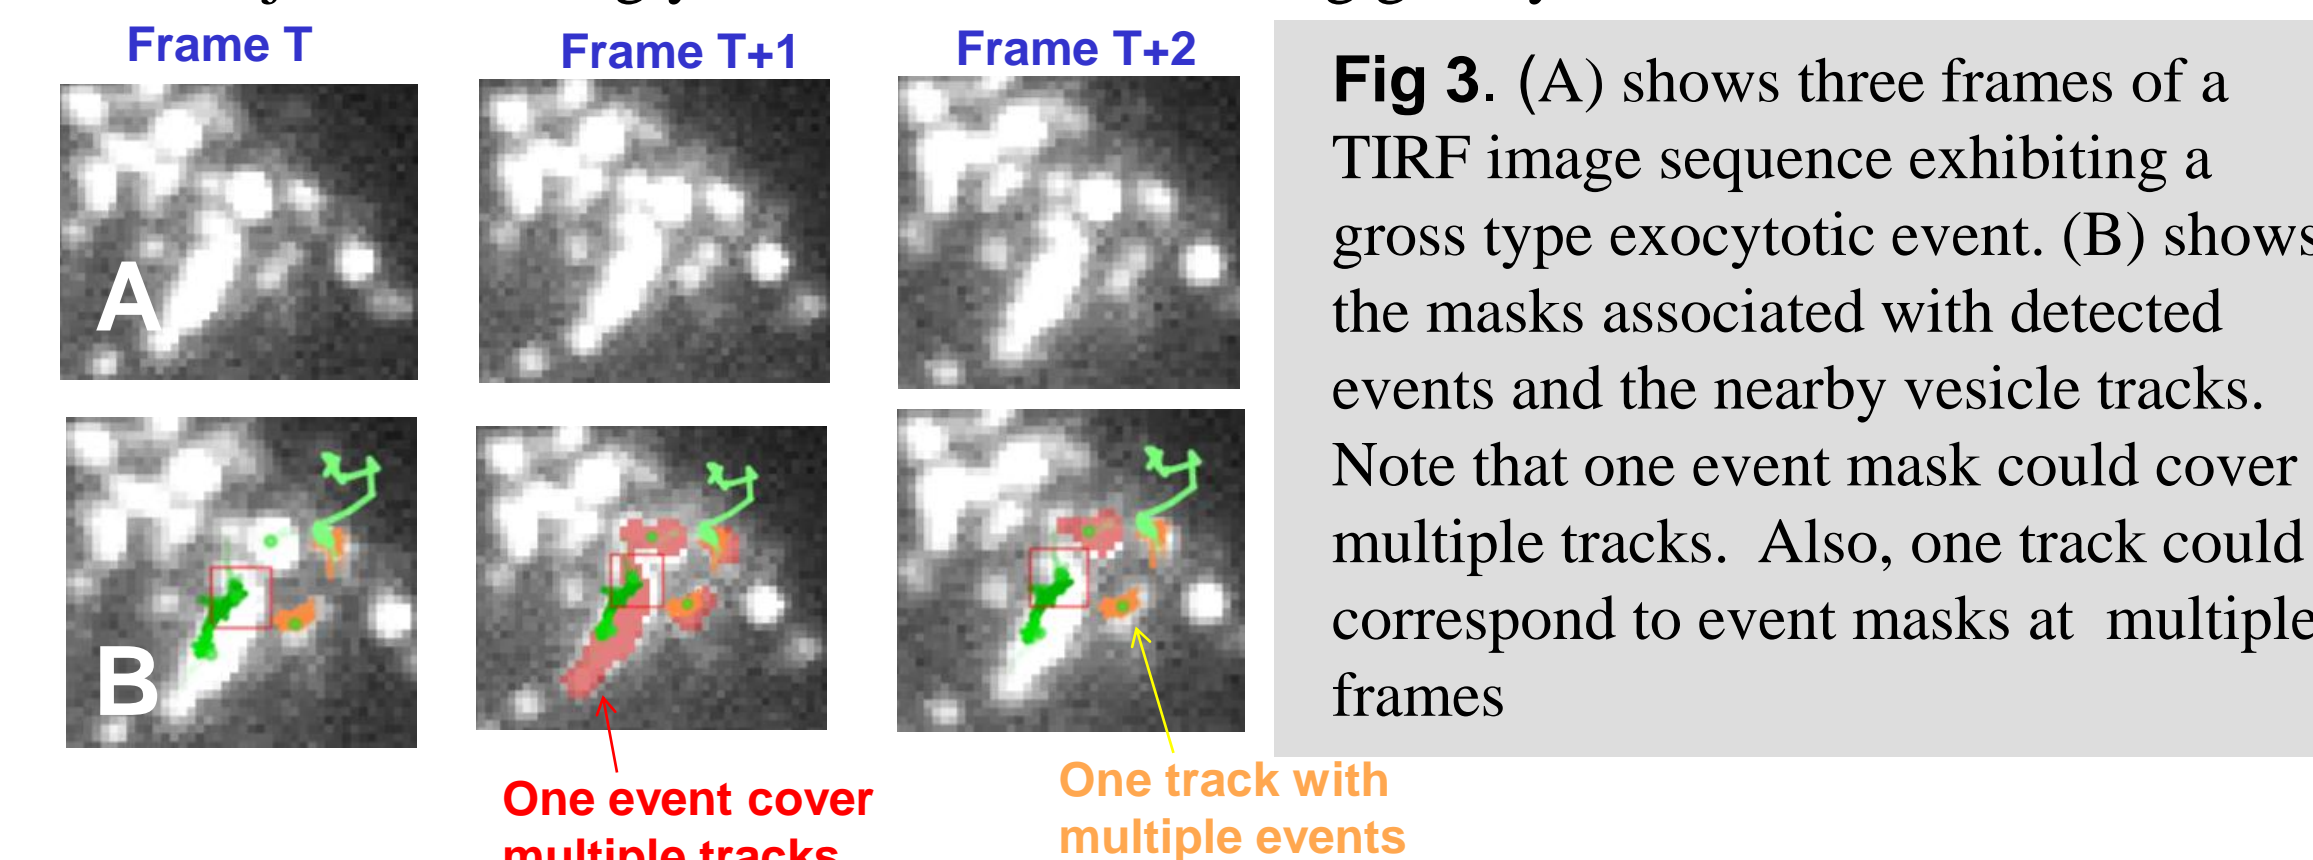 Frame T
Frame T+1
Frame T+2
A
B
One event cover
multiple tracks
One track with
multiple events
Fig 3. (A) shows three frames of a
TIRF image sequence exhibiting a
gross type exocytotic event. (B) shows
the masks associated with detected
events and the nearby vesicle tracks.
Note that one event mask could cover
multiple tracks. Also, one track could
correspond to event masks at multiple
frames